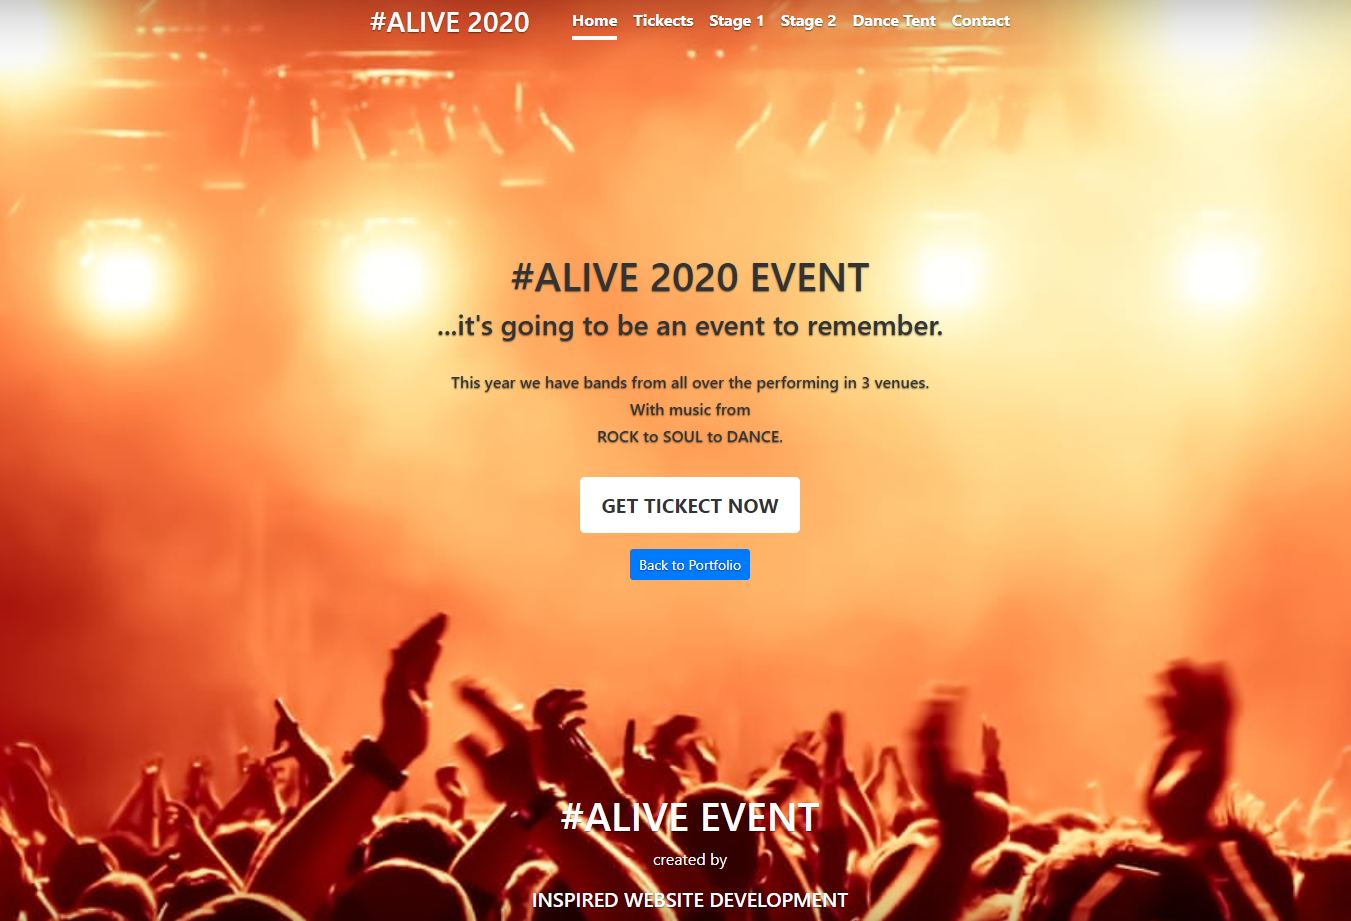 #ALIVE 2020
Home Tickects Stage 1 Stage 2 Dance Tent Contact
#ALIVE 2020 EVENT
...it's going to be an event to remember.
This year we have bands from all over the performing in 3 venues.
With music from
ROCK to SOUL to DANCE.
GET TICKECT NOW
Back to Portfolio
#ALIVE EVENT
created by
INSPIRED WEBSITE DEVELOPMENT